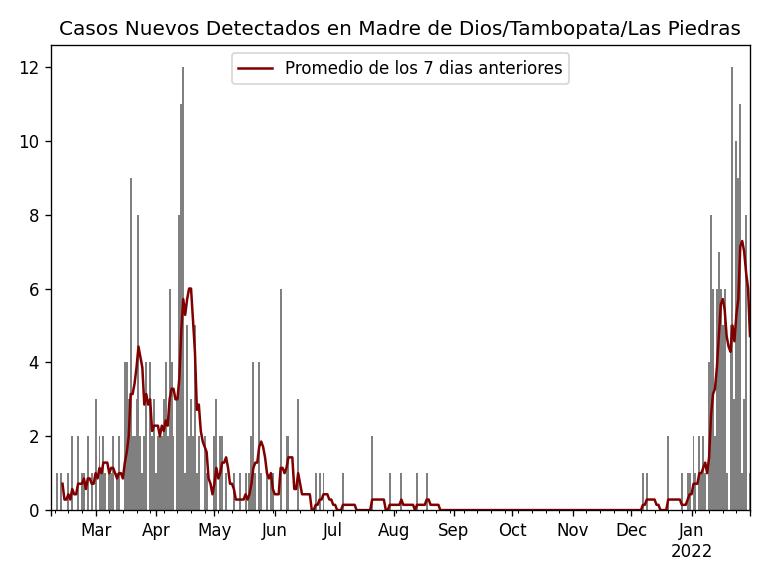 Casos Nuevos Detectados en Madre de Dios/Tambopata/Las Piedras
Promedio de los 7 dias anteriores
12
10
8
6
4
2
0
Mar Apr May Jun Jul Aug Sep Oct Nov Dec Jan
2022